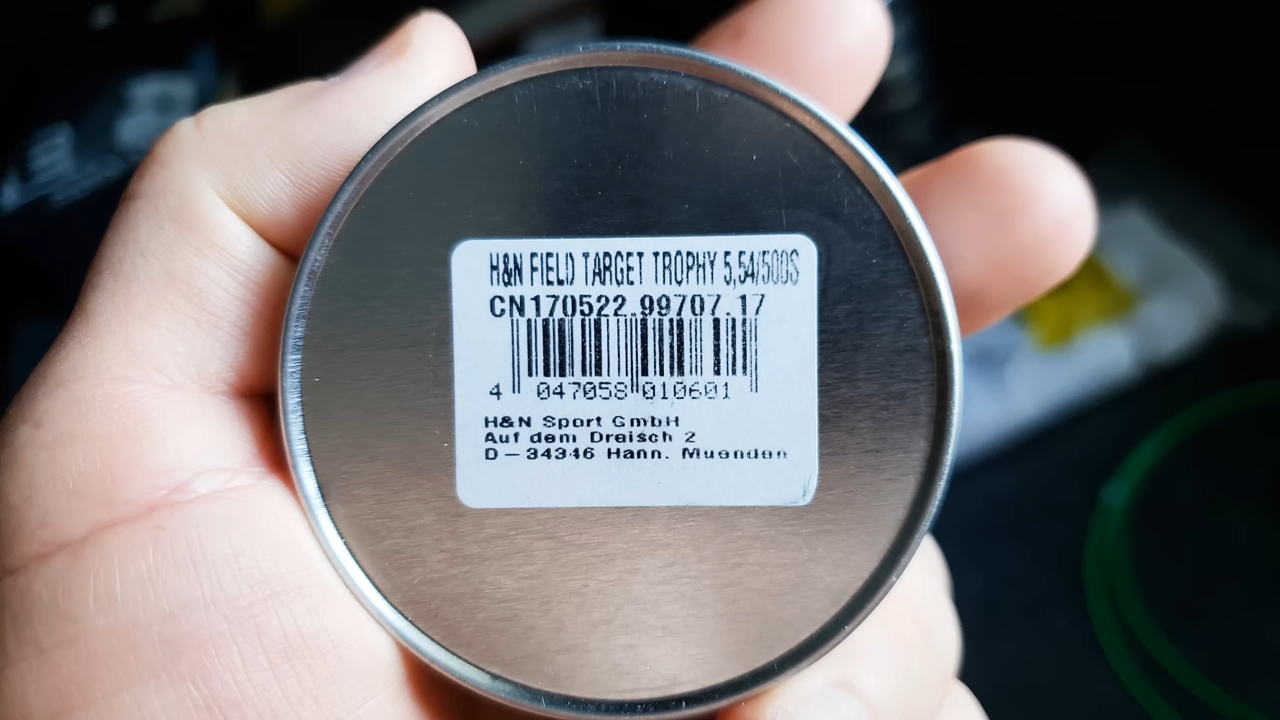 H&N FIELD TARGET TROPHY 5,54/500S
CN170522.99707.17
4 047058 010601
H&N Sport GmbH
Auf dem Dreisch 2
D-34346 Hann. Muenden